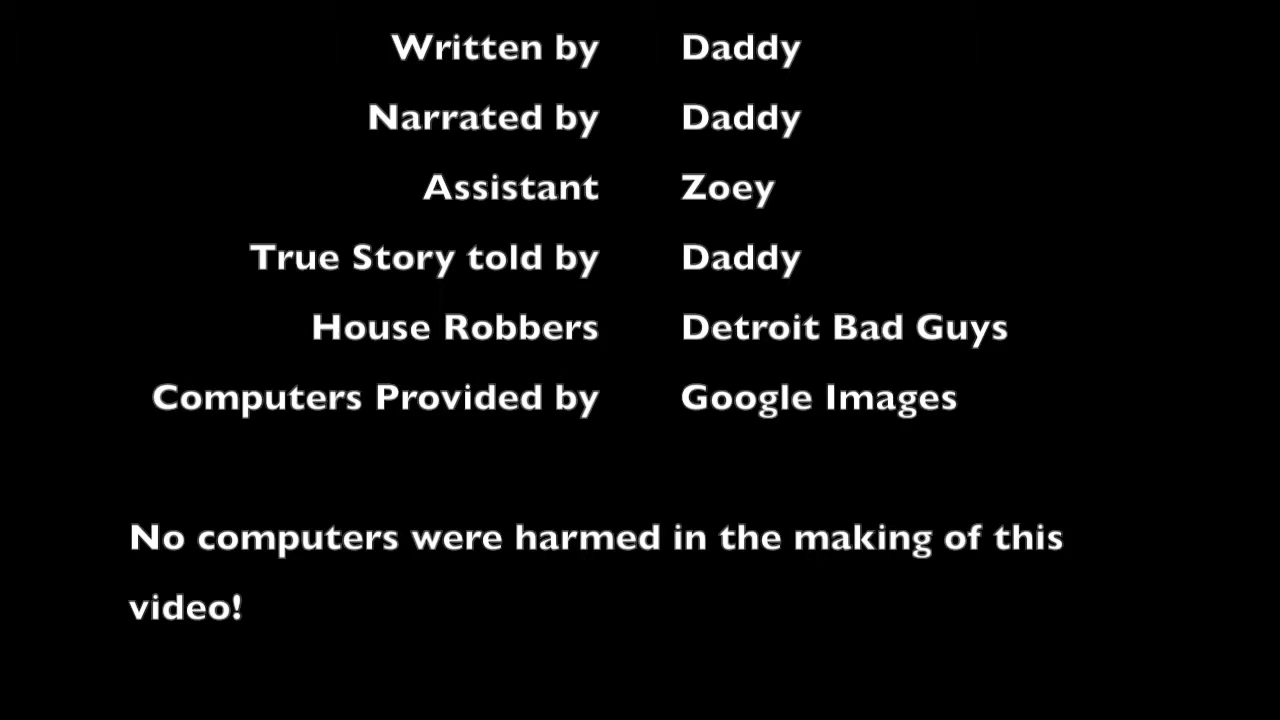 Written by Daddy
Narrated by Daddy
Assistant Zoey
True Story told by Daddy
House Robbers Detroit Bad Guys
Computers Provided by Google Images
No computers were harmed in the making of this
video!